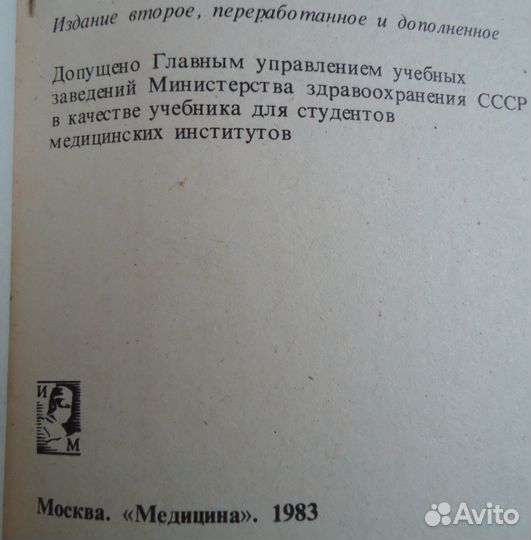 Издание второе, переработанное и дополненное
Допущено Главным управлением учебных
заведений Министерства здравоохранения СССР
в качестве учебника для студентов
медицинских институтов
И
М
Москва. «Медицина». 1983
Avito